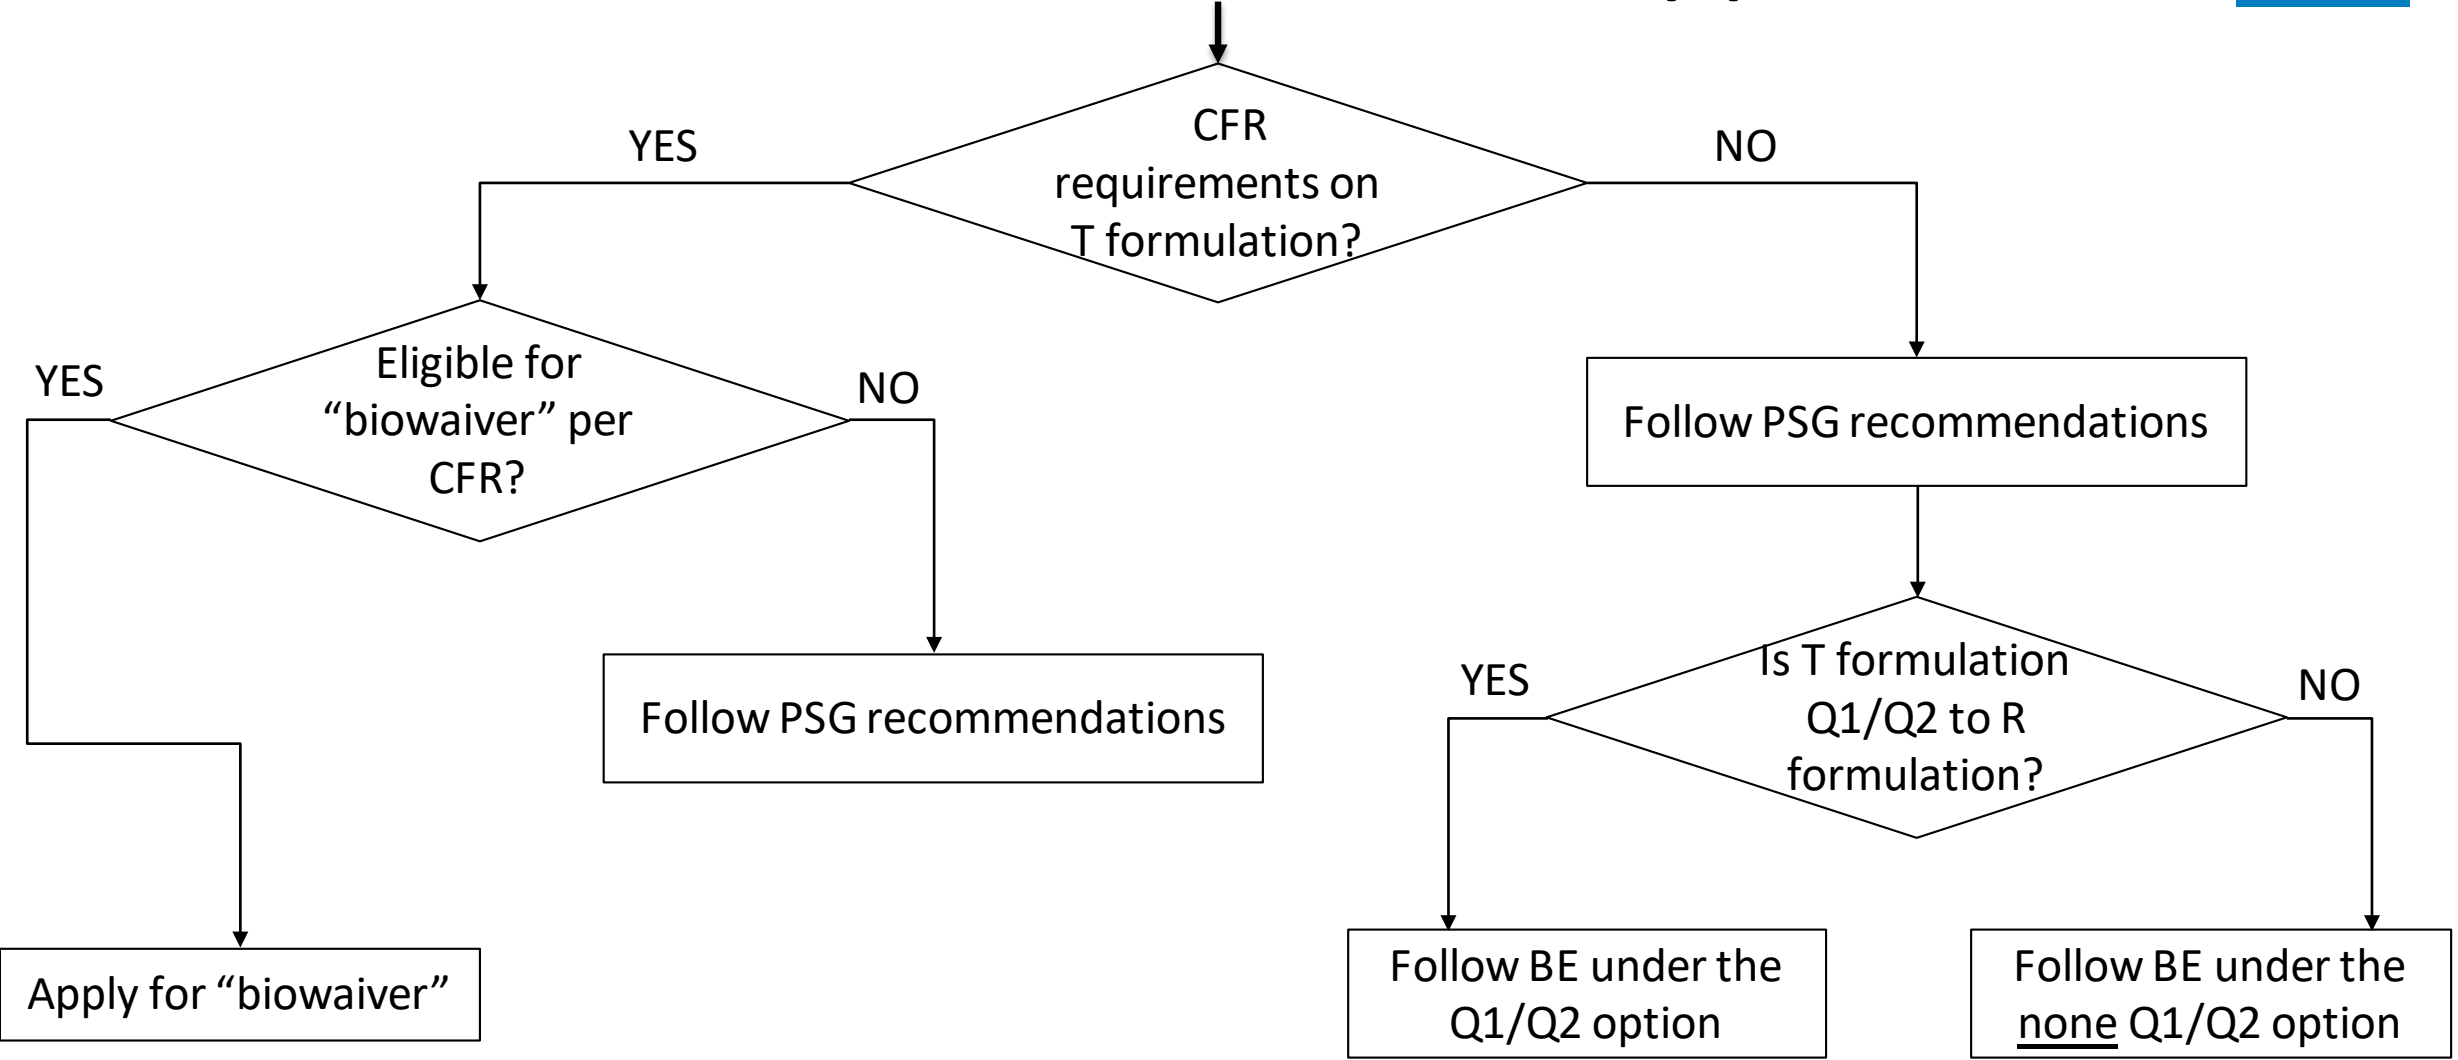 CFR
requirements on
T formulation?
YES
NO
Eligible for
“biowaiver” per
CFR?
YES
NO
Follow PSG recommendations
Follow PSG recommendations
Is T formulation
Q1/Q2 to R
formulation?
YES
NO
Apply for “biowaiver”
Follow BE under the
Q1/Q2 option
Follow BE under the
none Q1/Q2 option